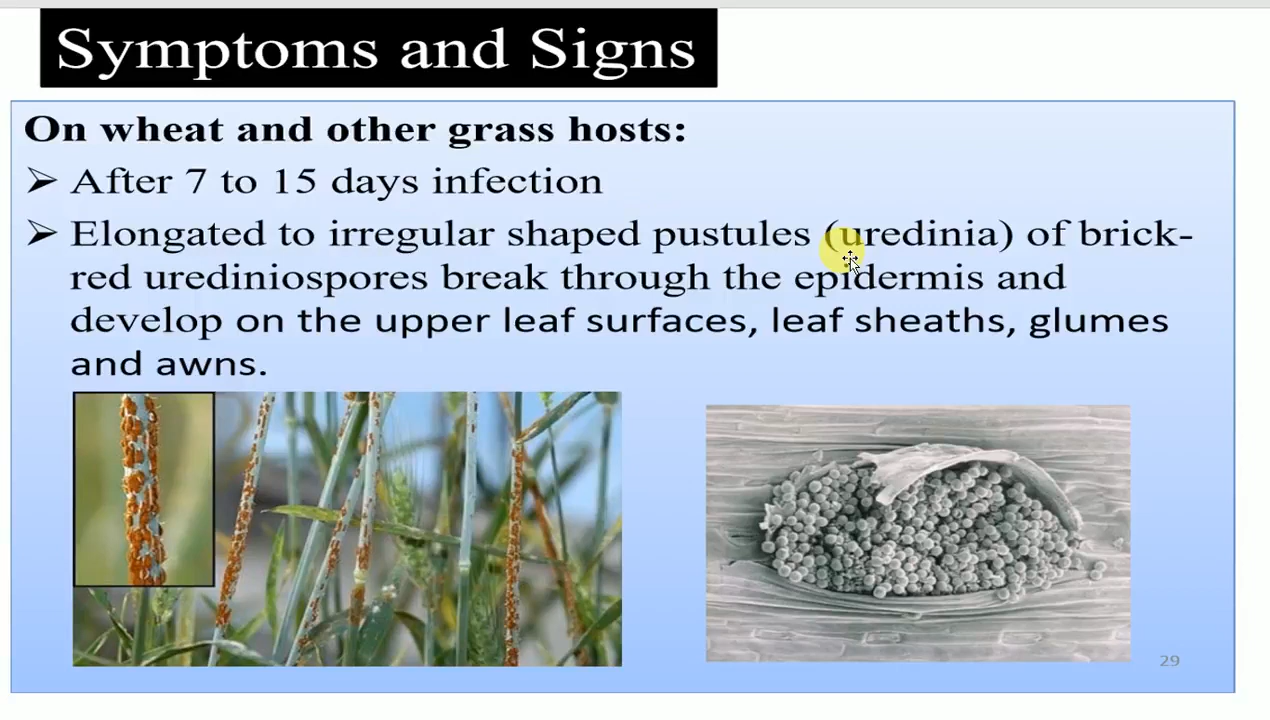 Symptoms and Signs
On wheat and other grass hosts:
➢ After 7 to 15 days infection
➢ Elongated to irregular shaped pustules (uredinia) of brick-
red urediniospores break through the epidermis and
develop on the upper leaf surfaces, leaf sheaths, glumes
and awns.
29